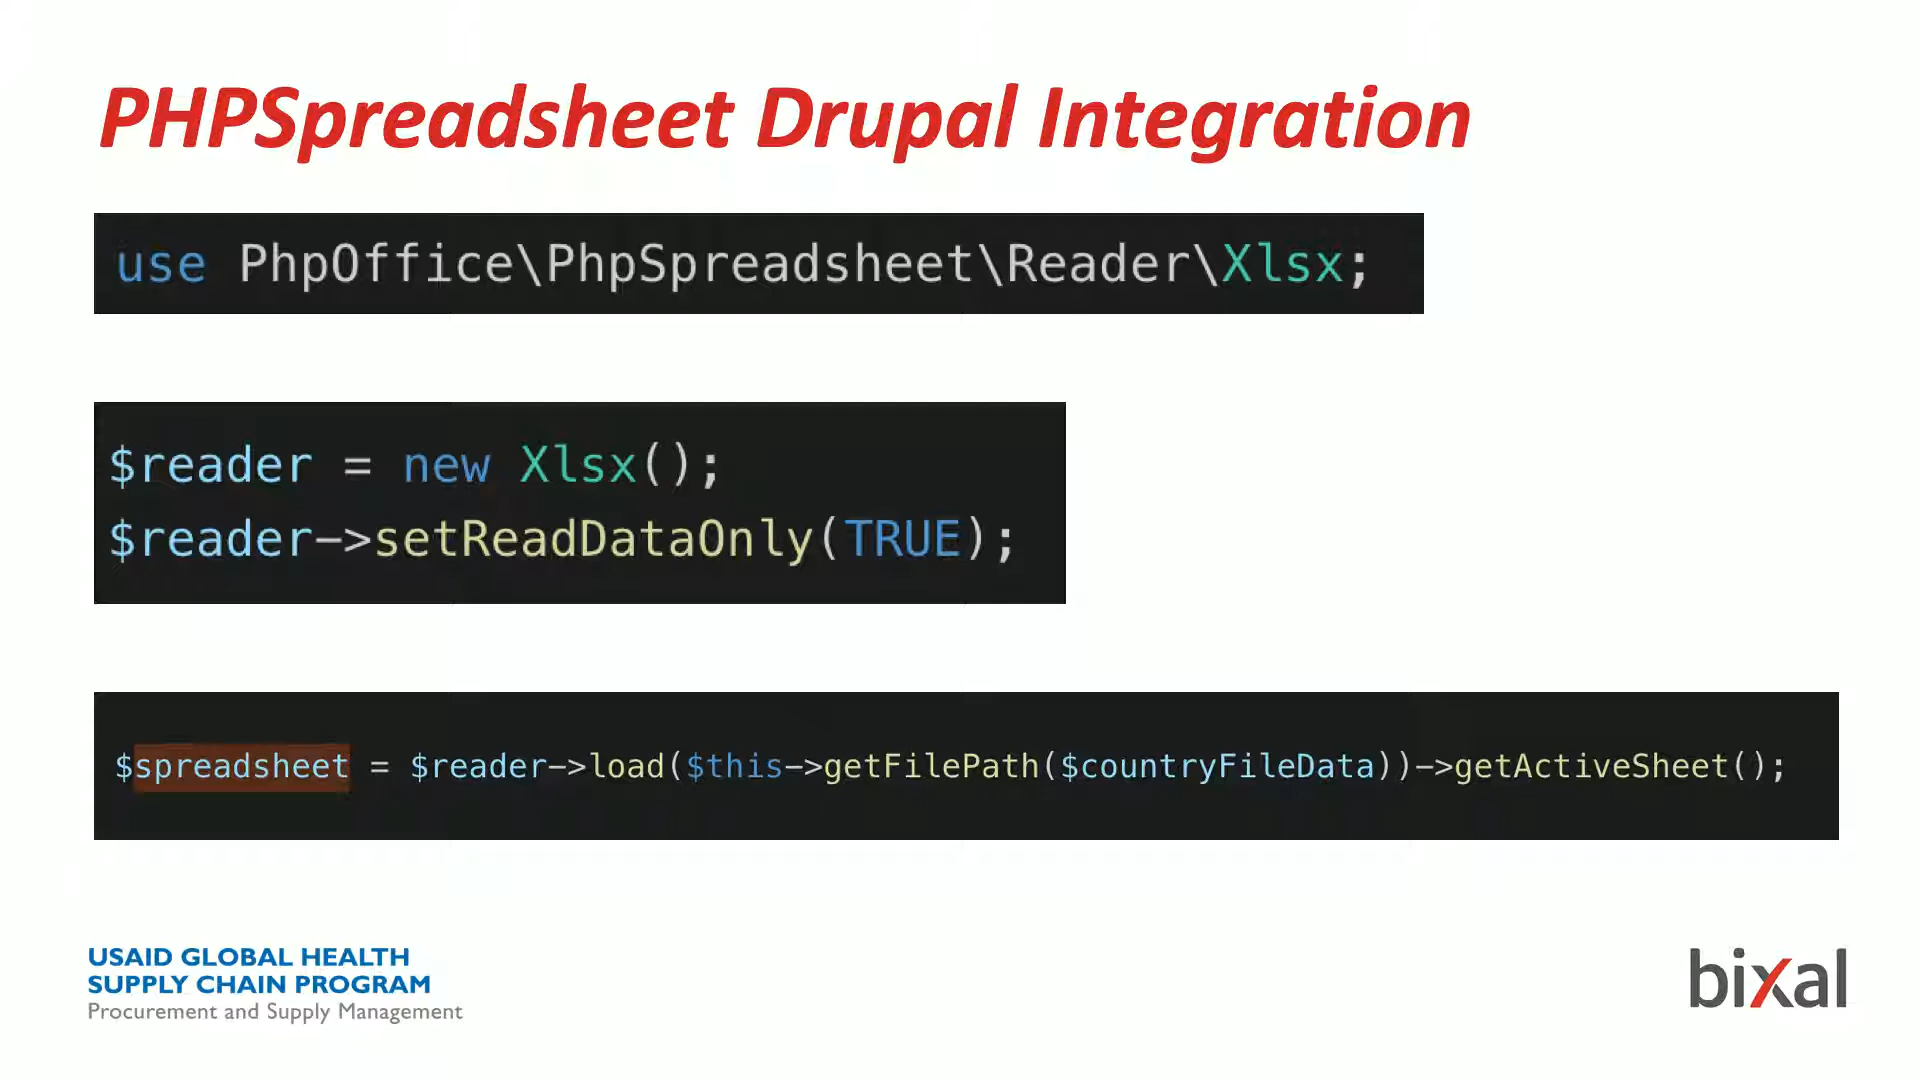 PHPSpreadsheet Drupal Integration
use PhpOffice\PhpSpreadsheet\Reader\Xlsx;
$reader = new Xlsx();
$reader->setReadDataOnly(TRUE);
$spreadsheet = $reader->load($this->getFilePath($countryFileData))->getActiveSheet();
USAID GLOBAL HEALTH
SUPPLY CHAIN PROGRAM
Procurement and Supply Management
bixal